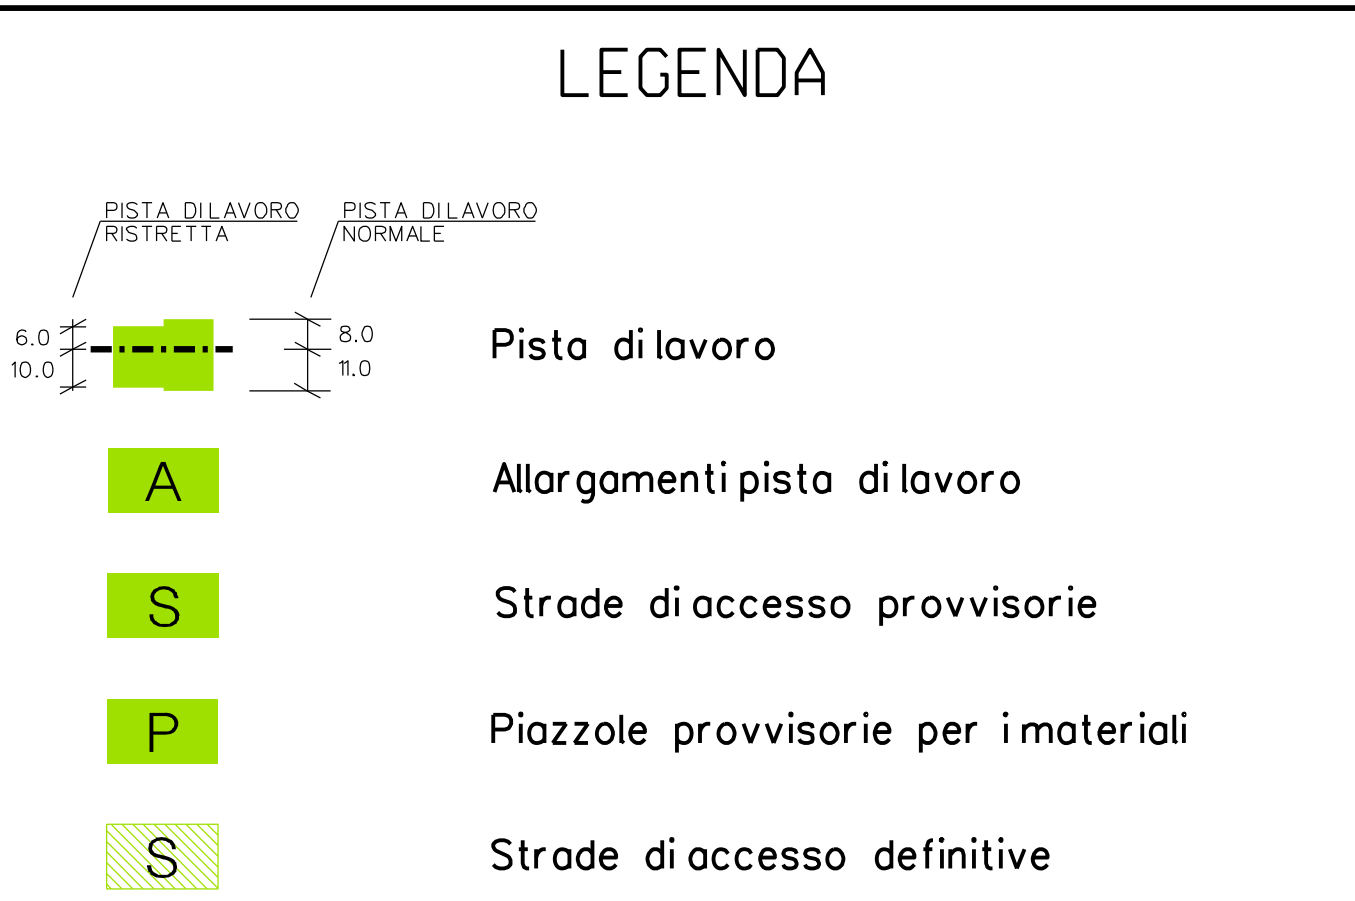 LEGENDA
PISTA DI LAVORO
RISTRETTA
PISTA DI LAVORO
NORMALE
6.0
10.0
8.0
11.0
Pista di lavoro
A
Allargamenti pista di lavoro
S
Strade di accesso provvisorie
P
Piazzole provvisorie per i materiali
S
Strade di accesso definitive